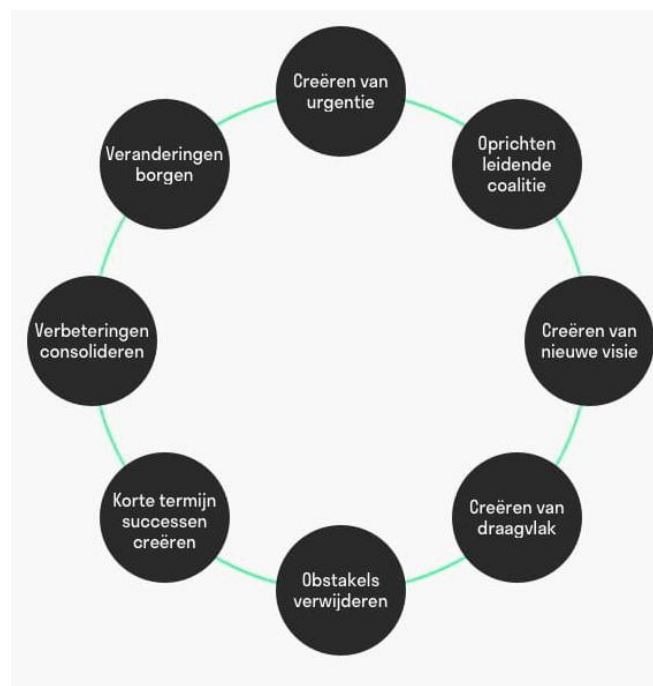 Creëren van
urgentie
Oprichten
leidende
coalitie
Creëren van
nieuwe visie
Creëren van
draagvlak
Obstakels
verwijderen
Korte termijn
successen
creëren
Verbeteringen
consolideren
Veranderingen
borgen